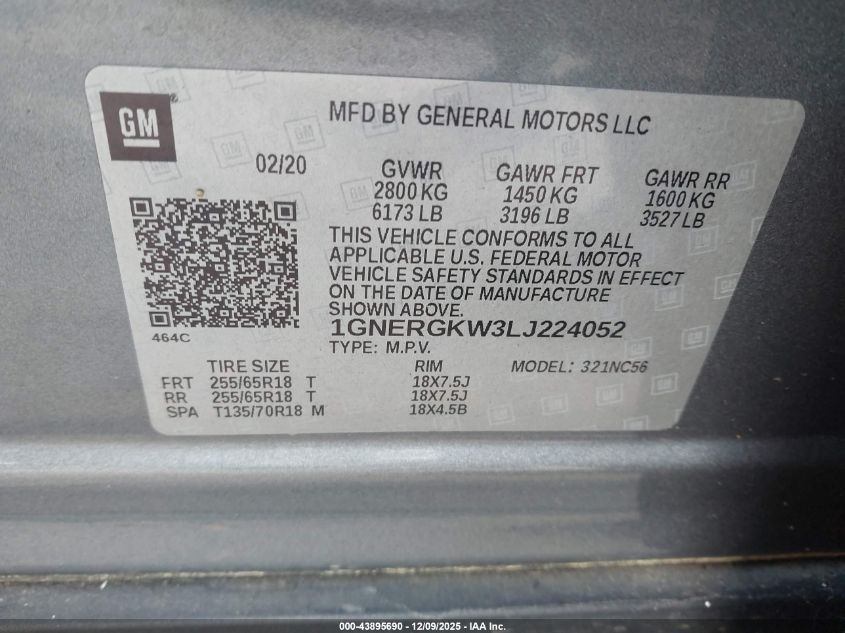 GM
MFD BY GENERAL MOTORS LLC
02/20 GVWR GAWR FRT GAWR RR
2800 KG 1450 KG 1600 KG
6173 LB 3196 LB 3527 LB
THIS VEHICLE CONFORMS TO ALL
APPLICABLE U.S. FEDERAL MOTOR
VEHICLE SAFETY STANDARDS IN EFFECT
ON THE DATE OF MANUFACTURE
SHOWN ABOVE.
464C
1GNERGKW3LJ224052
TYPE: M.P.V.
TIRE SIZE RIM MODEL: 321NC56
FRT 255/65R18 T 18X7.5J
RR 255/65R18 T 18X7.5J
SPA T135/70R18 M 18X4.5B
000-43895690 - 12/09/2025 - IAA Inc.